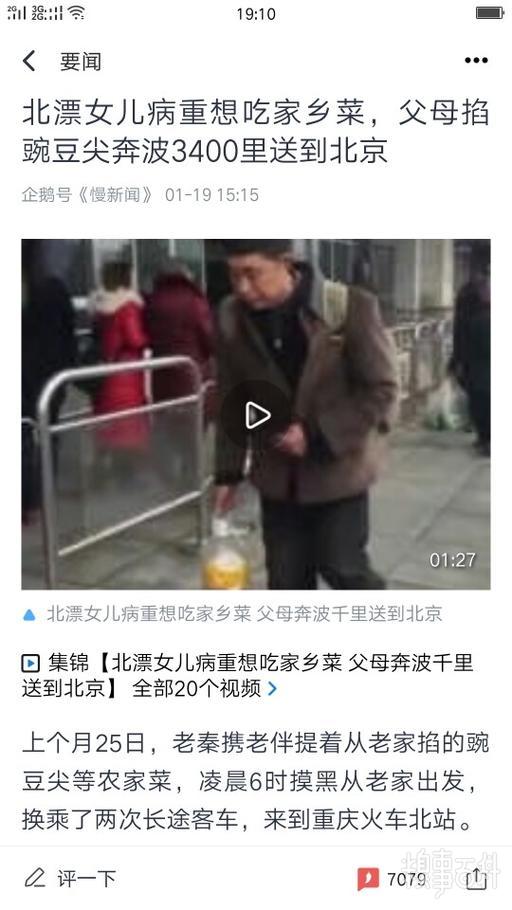 2G 3G 2G
19:10
要闻
北漂女儿病重想吃家乡菜，父母掐
豌豆尖奔波3400里送到北京
企鹅号《慢新闻》 01-19 15:15
01:27
北漂女儿病重想吃家乡菜 父母奔波千里送到北京
集锦【北漂女儿病重想吃家乡菜 父母奔波千里
送到北京】 全部20个视频
上个月25日，老秦携老伴提着从老家掐的豌
豆尖等农家菜，凌晨6时摸黑从老家出发，
换乘了两次长途客车，来到重庆火车北站。
评一下
7079